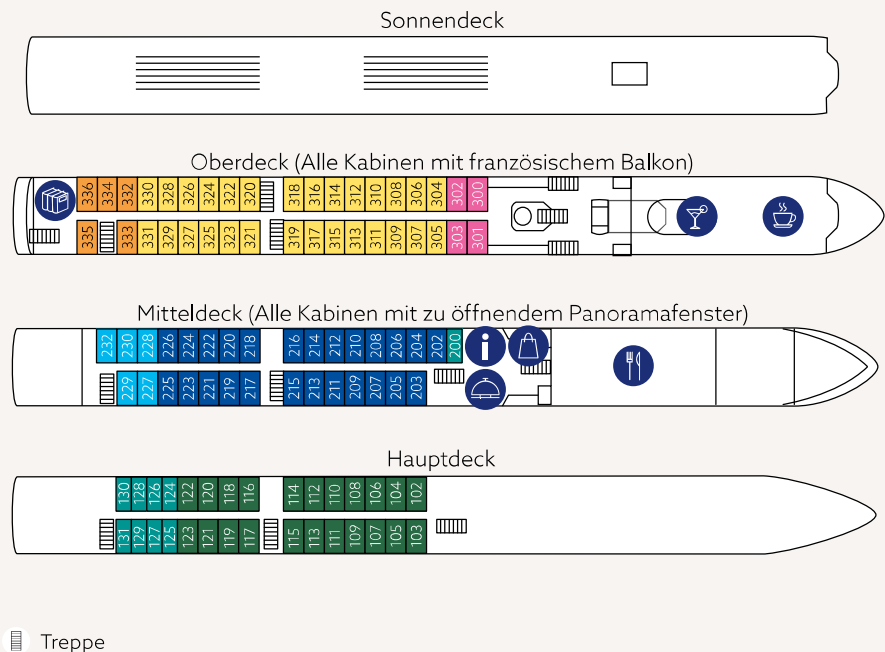 Sonnendeck
Oberdeck (Alle Kabinen mit französischem Balkon)
336 334 332 330 328 326 324 322 320 318 316 314 312 310 308 306 304 302 300
335 333 331 329 327 325 323 321 319 317 315 313 311 309 307 305 303 301
Mitteldeck (Alle Kabinen mit zu öffnendem Panoramafenster)
232 230 228 226 224 222 220 218 216 214 212 210 208 206 204 202 200
229 227 225 223 221 219 217 215 213 211 209 207 205 203
Hauptdeck
130 128 126 124 122 120 118 116 114 112 110 108 106 104 102
131 129 127 125 123 121 119 117 115 113 111 109 107 105 103
Treppe